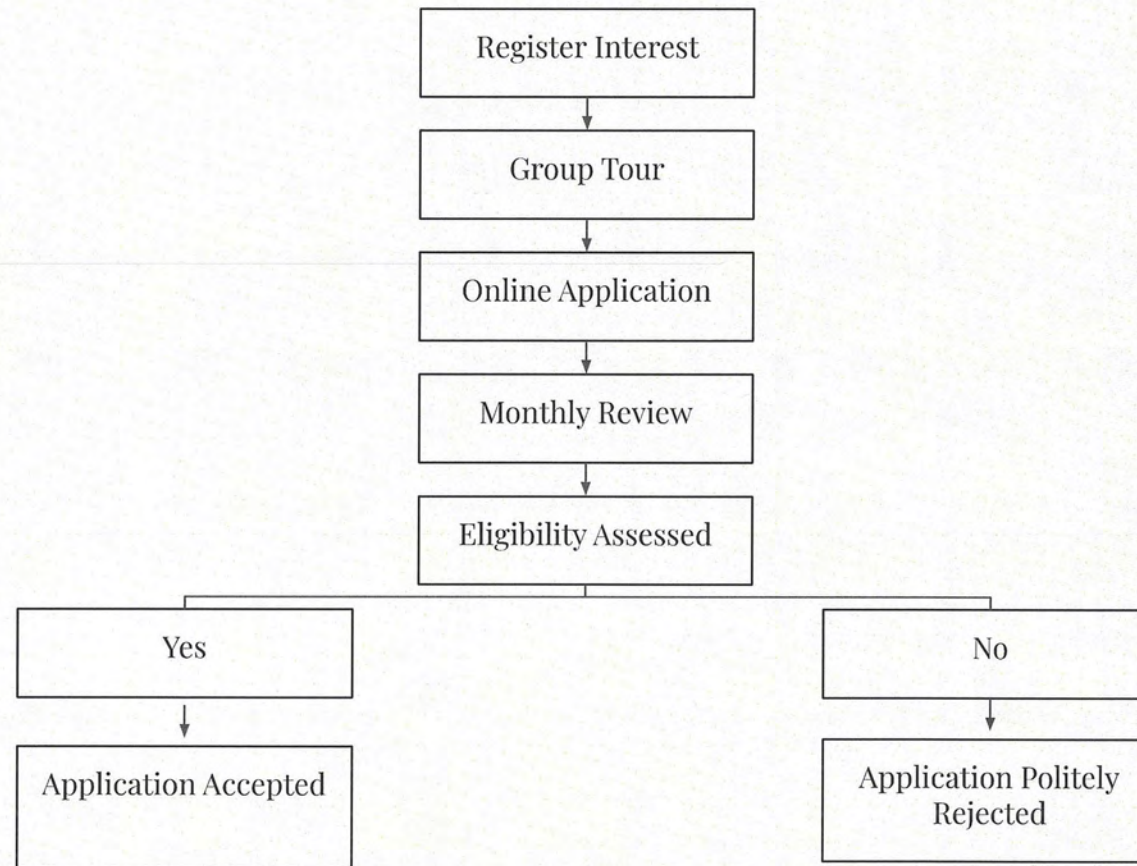 Register Interest
Group Tour
Online Application
Monthly Review
Eligibility Assessed
Yes
No
Application Accepted
Application Politely
Rejected